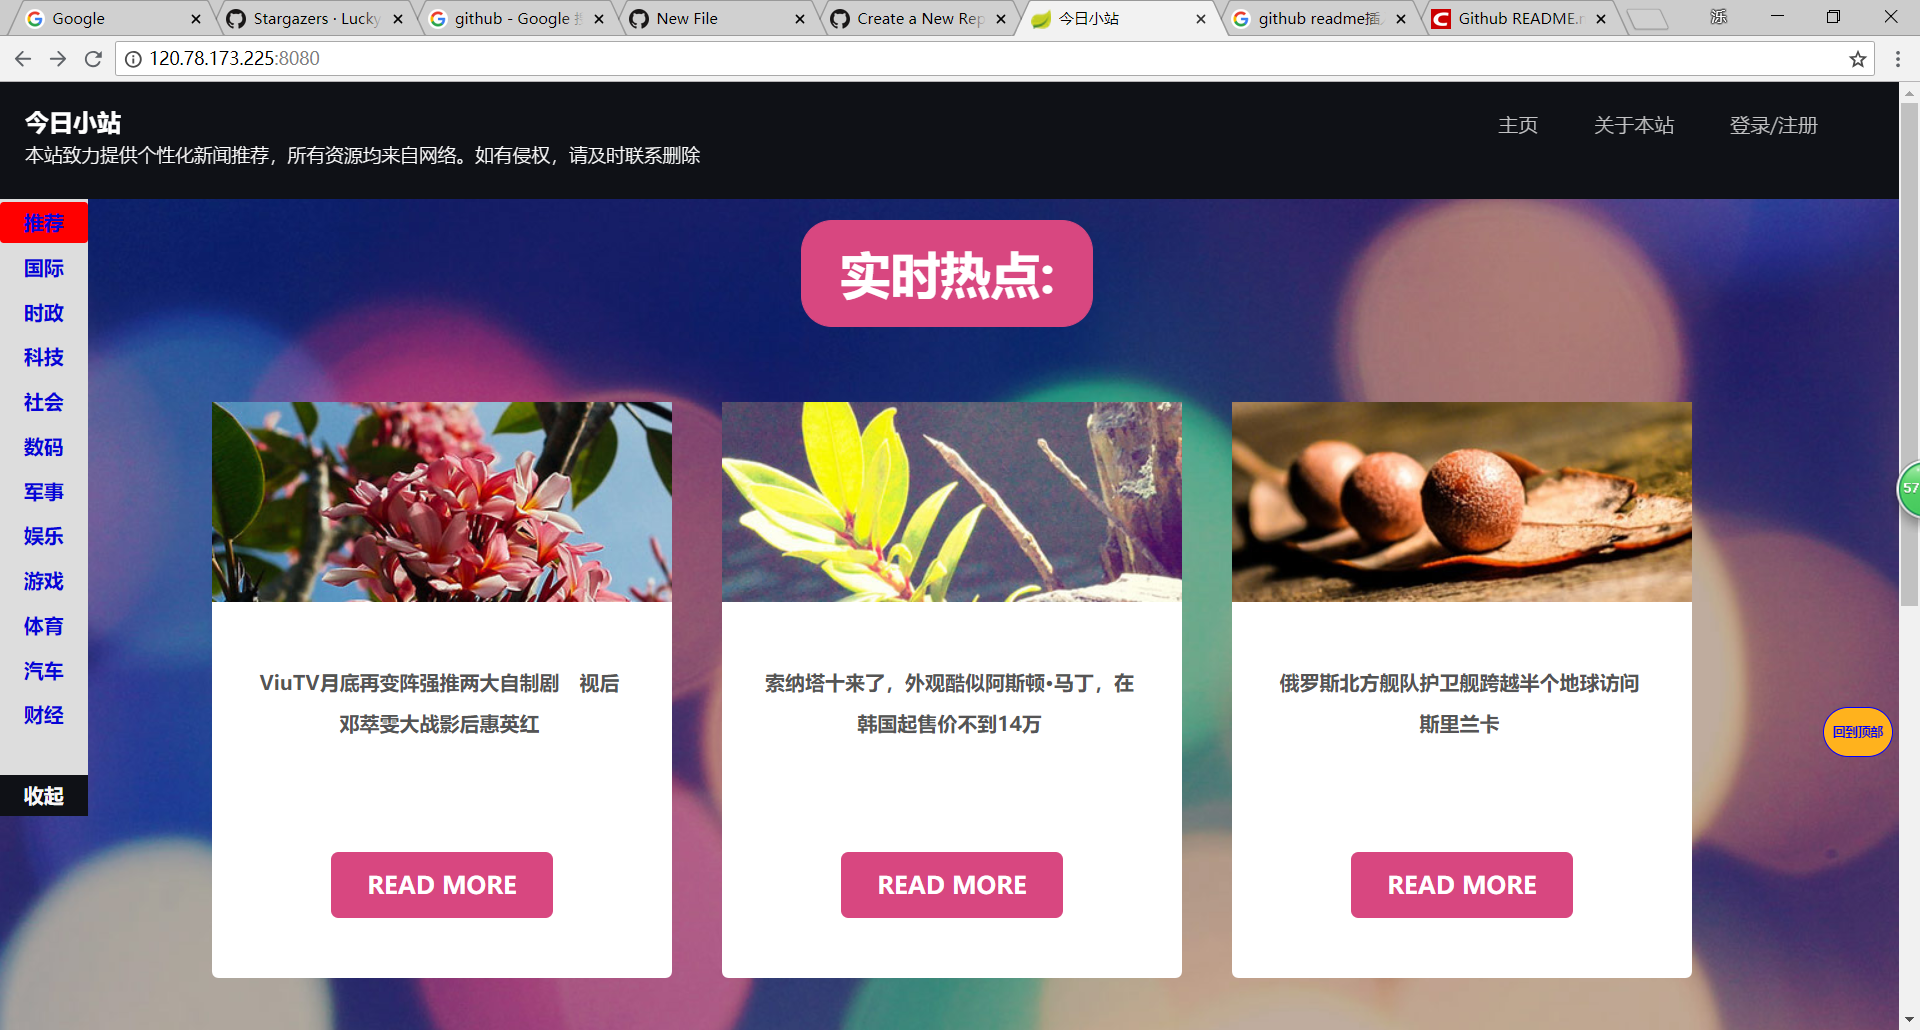 Google
Stargazers · Lucky
github - Google
New File
Create a New Rep
今日小站
github readme插
Github README.
泺
120.78.173.225:8080
今日小站
本站致力提供个性化新闻推荐，所有资源均来自网络。如有侵权，请及时联系删除
主页
关于本站
登录/注册
推荐
国际
时政
科技
社会
数码
军事
娱乐
游戏
体育
汽车
财经
收起
实时热点:
ViuTV月底再变阵强推两大自制剧　视后
邓萃雯大战影后惠英红
READ MORE
索纳塔十来了，外观酷似阿斯顿·马丁，在
韩国起售价不到14万
READ MORE
俄罗斯北方舰队护卫舰跨越半个地球访问
斯里兰卡
READ MORE
57
回到顶部